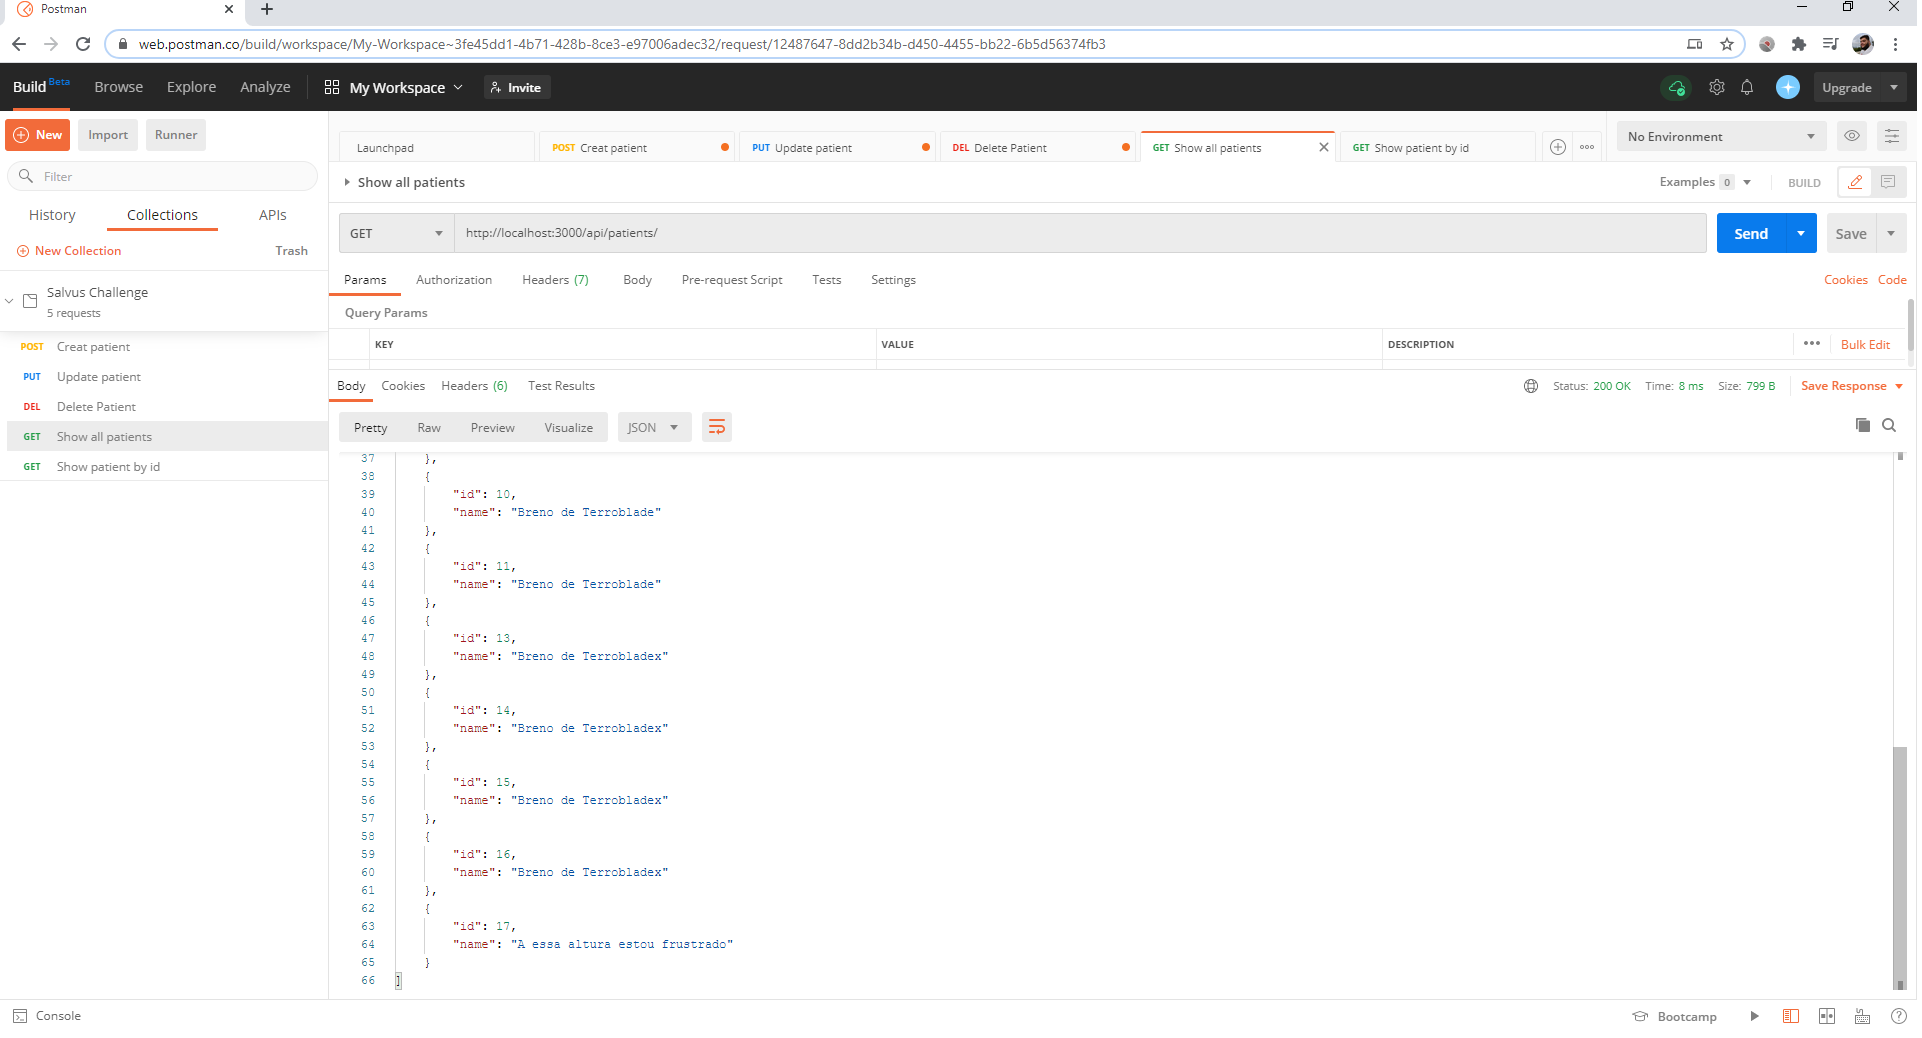 Postman
web.postman.co/build/workspace/My-Workspace~3fe45dd1-4b71-428b-8ce3-e97006adec32/request/12487647-8dd2b34b-d450-4455-bb22-6b5d56374fb3
Build Beta Browse Explore Analyze My Workspace Invite Upgrade
New Import Runner
Launchpad POST Creat patient PUT Update patient DEL Delete Patient GET Show all patients GET Show patient by id No Environment
Filter
Show all patients Examples 0 BUILD
History Collections APIs
GET http://localhost:3000/api/patients/ Send Save
New Collection Trash
Params Authorization Headers (7) Body Pre-request Script Tests Settings Cookies Code
Salvus Challenge
5 requests
Query Params
KEY VALUE DESCRIPTION Bulk Edit
POST Creat patient
PUT Update patient
DEL Delete Patient
GET Show all patients
GET Show patient by id
Body Cookies Headers (6) Test Results Status: 200 OK Time: 8 ms Size: 799 B Save Response
Pretty Raw Preview Visualize JSON
37 },
38 {
39 "id": 10,
40 "name": "Breno de Terroblade"
41 },
42 {
43 "id": 11,
44 "name": "Breno de Terroblade"
45 },
46 {
47 "id": 13,
48 "name": "Breno de Terrobladex"
49 },
50 {
51 "id": 14,
52 "name": "Breno de Terrobladex"
53 },
54 {
55 "id": 15,
56 "name": "Breno de Terrobladex"
57 },
58 {
59 "id": 16,
60 "name": "Breno de Terrobladex"
61 },
62 {
63 "id": 17,
64 "name": "A essa altura estou frustrado"
65 }
66 ]
Console Bootcamp